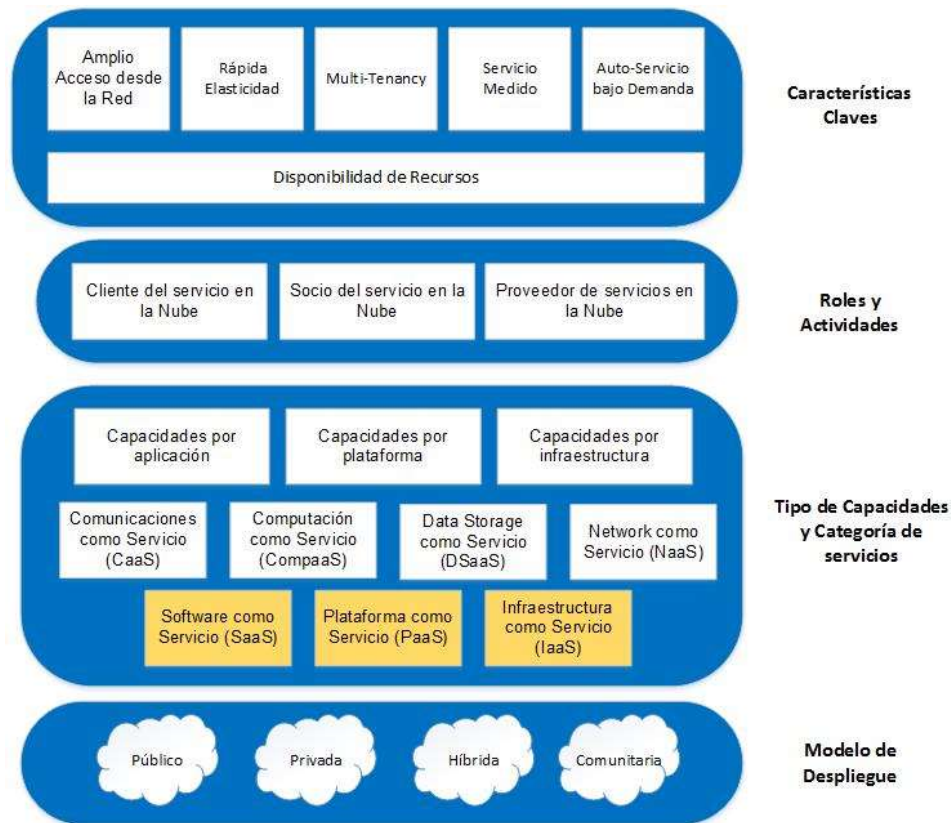 Amplio
Acceso desde
la Red
Rápida
Elasticidad
Multi-Tenancy
Servicio
Medido
Auto-Servicio
bajo Demanda
Características
Claves
Disponibilidad de Recursos
Cliente del servicio en
la Nube
Socio del servicio en la
Nube
Proveedor de servicios en
la Nube
Roles y
Actividades
Capacidades por
aplicación
Capacidades por
plataforma
Capacidades por
infraestructura
Comunicaciones
como Servicio
(CaaS)
Computación
como Servicio
(CompaaS)
Data Storage
como Servicio
(DSaaS)
Network como
Servicio (NaaS)
Tipo de Capacidades
y Categoría de
servicios
Software como
Servicio (SaaS)
Plataforma como
Servicio (PaaS)
Infraestructura
como Servicio
(IaaS)
Público
Privada
Híbrida
Comunitaria
Modelo de
Despliegue